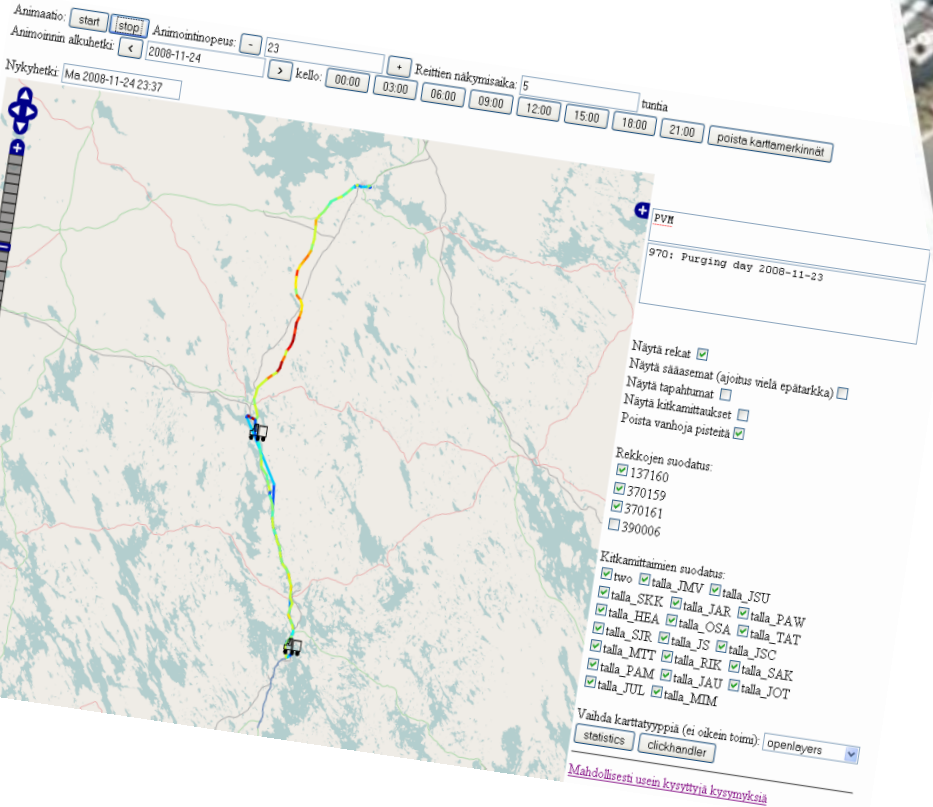 Animaatio: start stop Animointinopeus: - 23 + Reittien näkymisaika: 5 tuntia
Animoinnin alkuhetki: < 2008-11-24 > kello: 00:00 03:00 06:00 09:00 12:00 15:00 18:00 21:00 poista karttamerkinnät
Nykyhetki: Ma 2008-11-24 23:37
PVM
970: Purging day 2008-11-23
Näytä rekat
Näytä sääasemat (ajoitus vielä epätarkka)
Näytä tapahtumat
Näytä kitkamittaukset
Poista vanhoja pisteitä
Rekkojen suodatus:
137160
370159
370161
390006
Kitkamittaimien suodatus:
two talla_JMV talla_JSU
talla_SKK talla_JAR talla_PAW
talla_HEA talla_OSA talla_TAT
talla_SJR talla_JS talla_JSC
talla_MTT talla_RIK talla_SAK
talla_PAM talla_JAU talla_JOT
talla_JUL talla_MIM
Vaihda karttatyyppiä (ei oikein toimi): openlayers
statistics clickhandler
Mahdollisesti usein kysyttyjä kysymyksiä